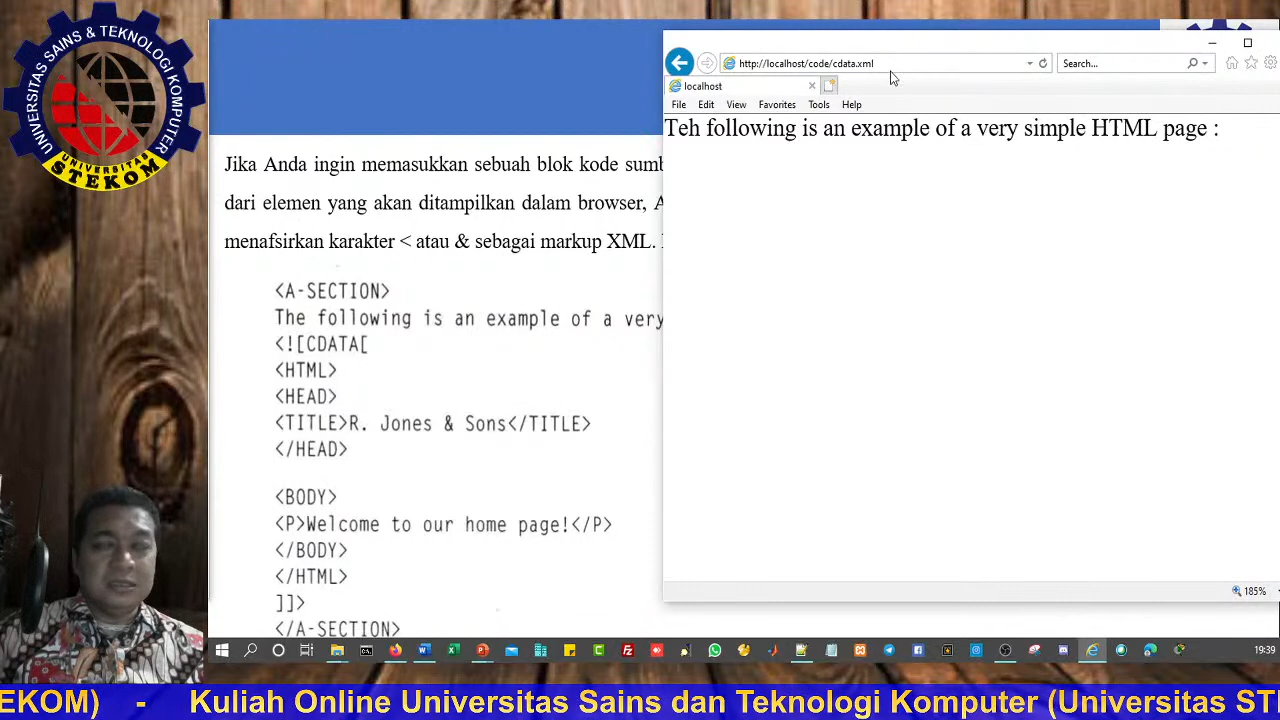 UNIVERSITAS SAINS & TEKNOLOGI KOMPUTER
UNIVERSITAS
STEKOM
Jika Anda ingin memasukkan sebuah blok kode sumb
dari elemen yang akan ditampilkan dalam browser, A
menafsirkan karakter < atau & sebagai markup XML.
<A-SECTION>
The following is an example of a very
<![CDATA[
<HTML>
<HEAD>
<TITLE>R. Jones & Sons</TITLE>
</HEAD>
<BODY>
<P>Welcome to our home page!</P>
</BODY>
</HTML>
]]>
</A-SECTION>
http://localhost/code/cdata.xml
Search...
localhost
File Edit View Favorites Tools Help
Teh following is an example of a very simple HTML page :
185%
19:39
EKOM) - Kuliah Online Universitas Sains dan Teknologi Komputer (Universitas STE